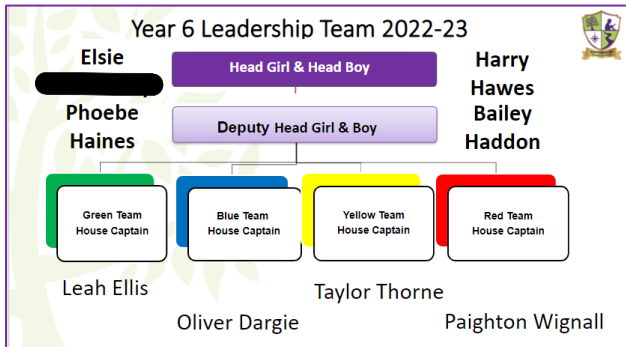 Year 6 Leadership Team 2022-23
Elsie
Head Girl & Head Boy
Harry
Hawes
Phoebe
Haines
Deputy Head Girl & Boy
Bailey
Haddon
Green Team
House Captain
Blue Team
House Captain
Yellow Team
House Captain
Red Team
House Captain
Leah Ellis
Oliver Dargie
Taylor Thorne
Paighton Wignall